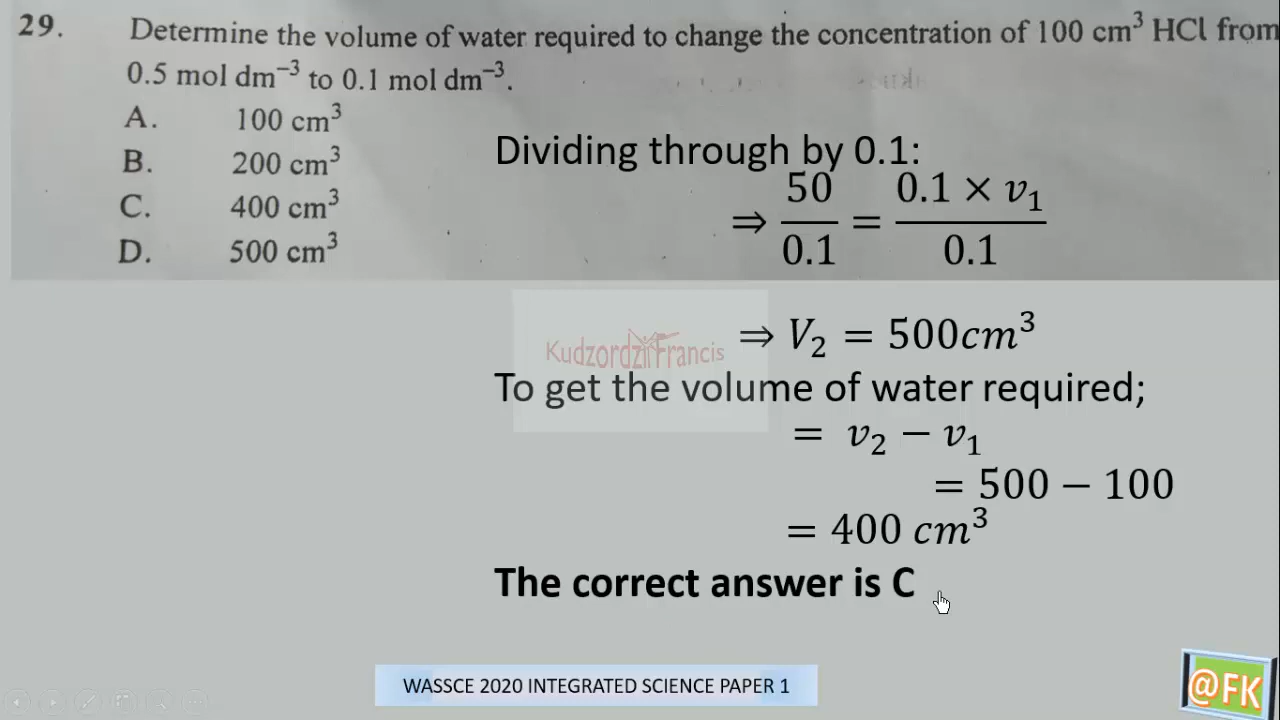 29. Determine the volume of water required to change the concentration of 100 cm³ HCl from
0.5 mol dm⁻³ to 0.1 mol dm⁻³.
A. 100 cm³
B. 200 cm³
C. 400 cm³
D. 500 cm³
Dividing through by 0.1:
⇒ 50/0.1 = 0.1 × v₁/0.1
⇒ V₂ = 500cm³
To get the volume of water required;
= v₂ − v₁
= 500 − 100
= 400 cm³
The correct answer is C
Kudzordzi Francis
WASSCE 2020 INTEGRATED SCIENCE PAPER 1
@FK